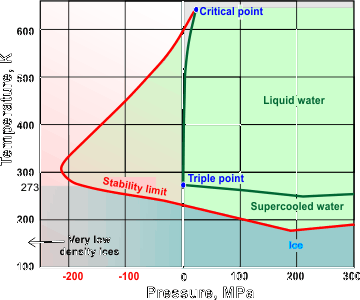 Critical point
600
500
Liquid water
400
Temperature, K
300
Stability limit
Triple point
273
Supercooled water
200
Very low
density ices
Ice
100
-200
-100
0
100
200
300
Pressure, MPa